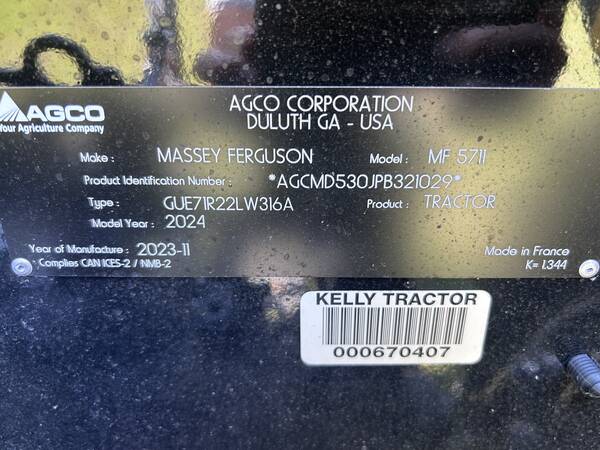 AGCO
Your Agriculture Company
AGCO CORPORATION
DULUTH GA - USA
Make : MASSEY FERGUSON Model : MF 5711
Product Identification Number : *AGCMD530JPB321029*
Type : GUE71R22LW316A Product : TRACTOR
Model Year : 2024
Year of Manufacture : 2023-11 Made in France
Complies CAN ICES-2 / NMB-2 K= 1.344
KELLY TRACTOR
000670407